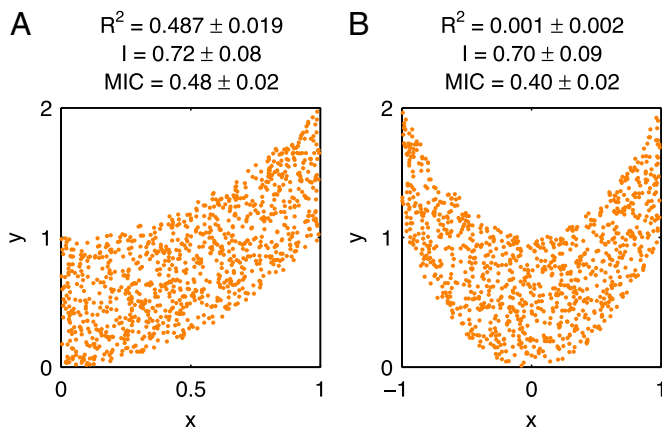 A
R² = 0.487 ± 0.019
I = 0.72 ± 0.08
MIC = 0.48 ± 0.02
2
1
0
y
0
0.5
1
x
B
R² = 0.001 ± 0.002
I = 0.70 ± 0.09
MIC = 0.40 ± 0.02
2
1
0
y
−1
0
1
x